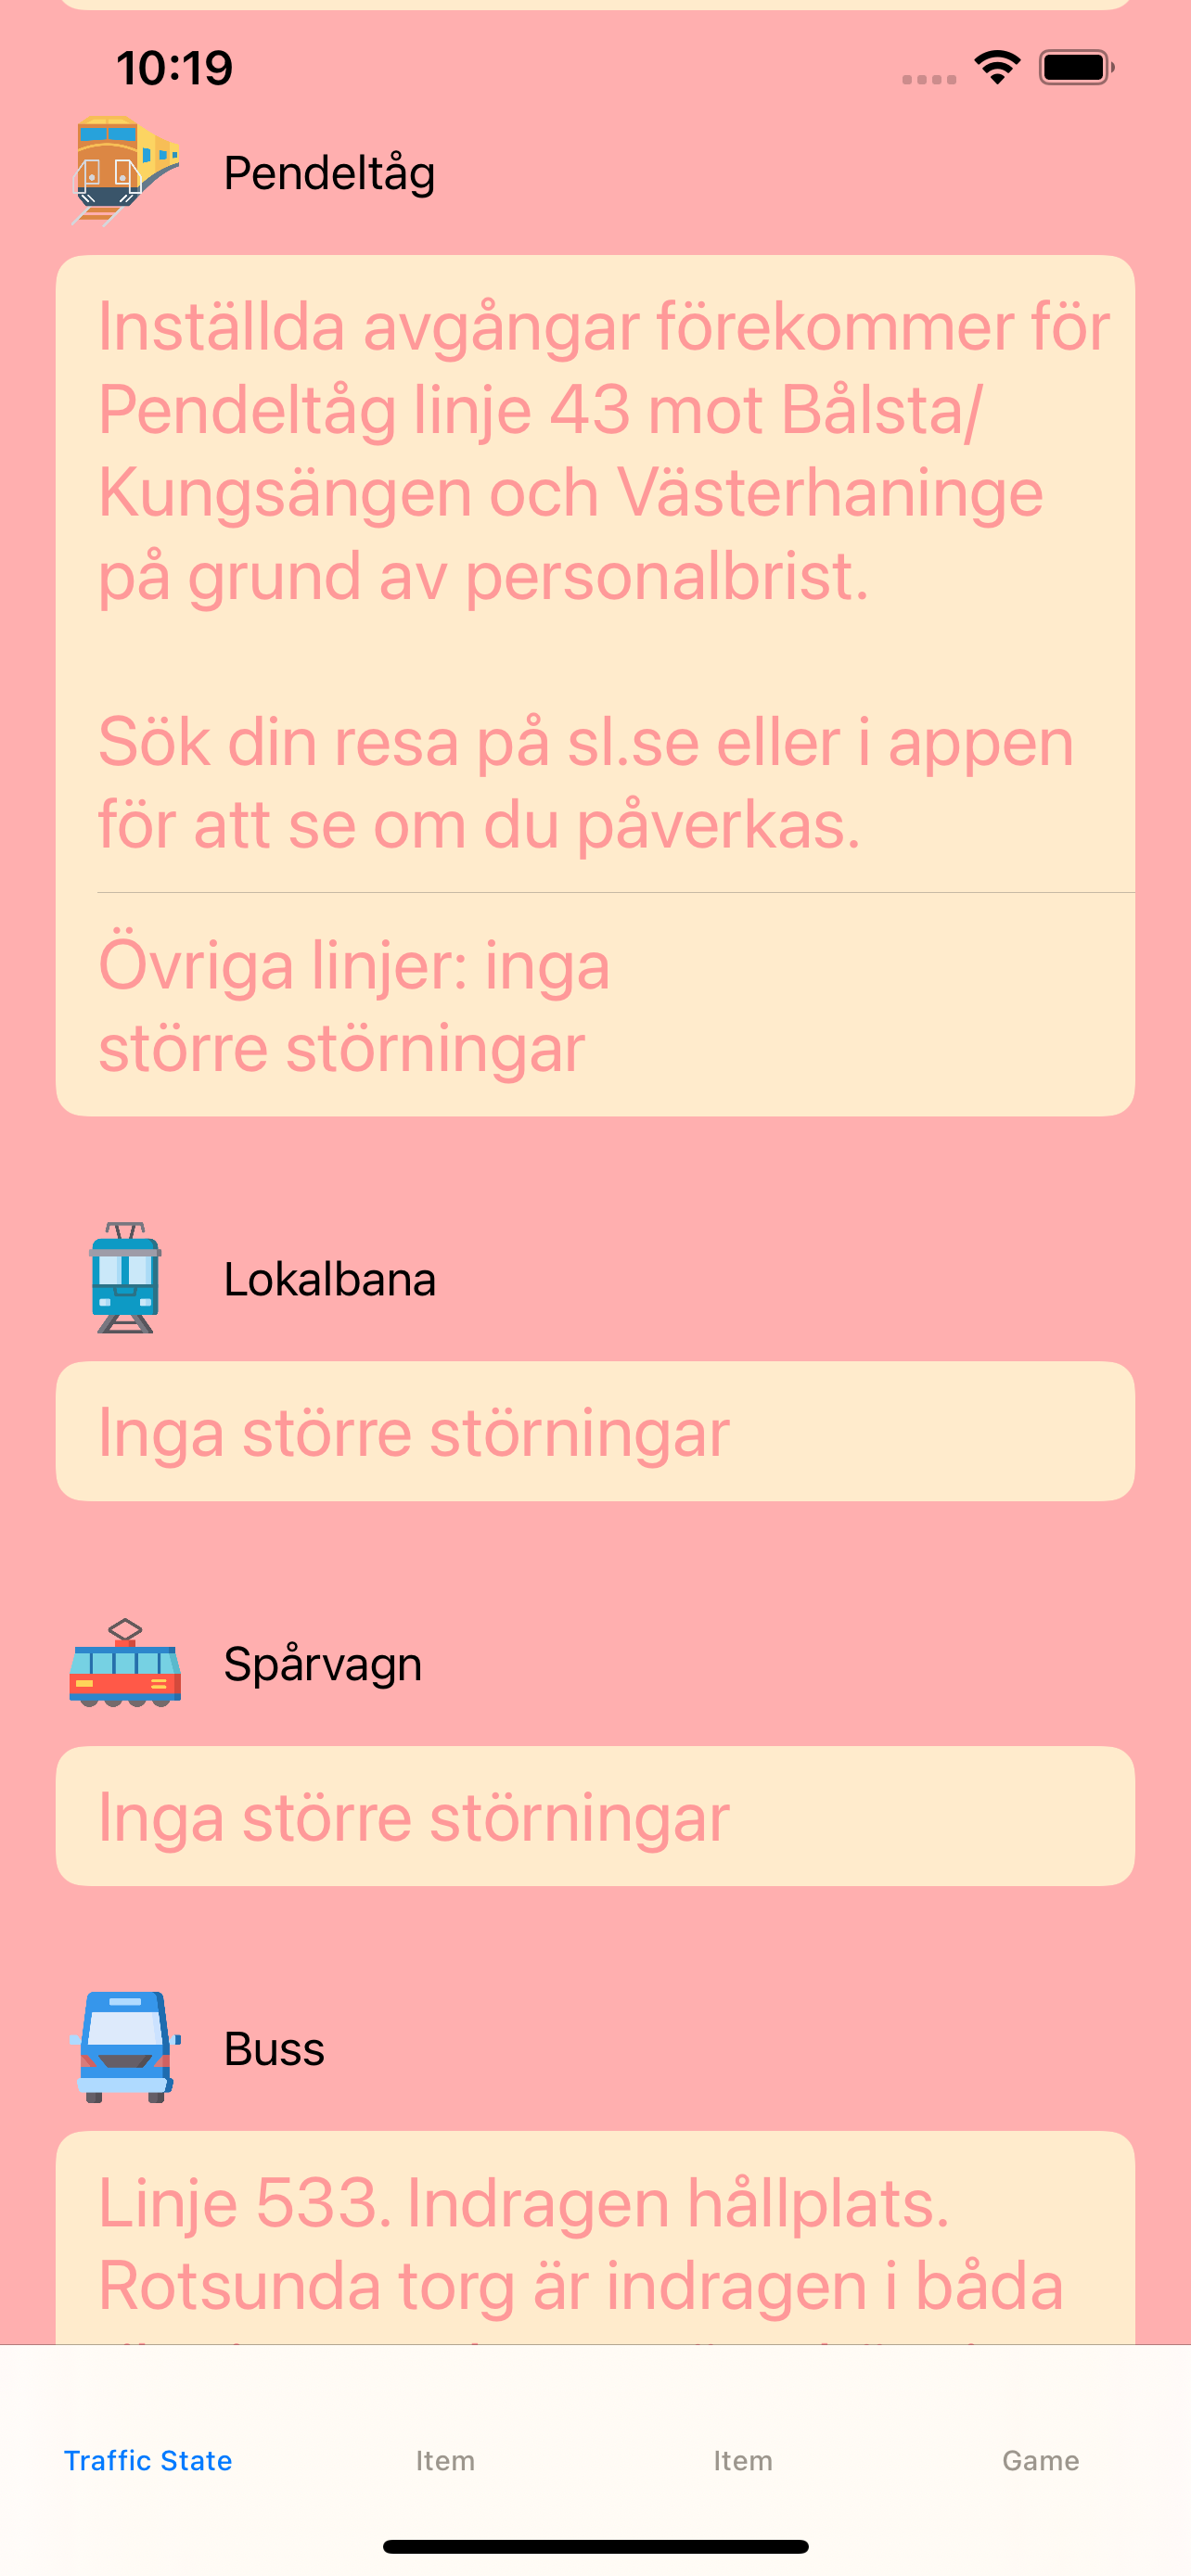 10:19
Pendeltåg
Inställda avgångar förekommer för
Pendeltåg linje 43 mot Bålsta/
Kungsängen och Västerhaninge
på grund av personalbrist.
Sök din resa på sl.se eller i appen
för att se om du påverkas.
Övriga linjer: inga
större störningar
Lokalbana
Inga större störningar
Spårvagn
Inga större störningar
Buss
Linje 533. Indragen hållplats.
Rotsunda torg är indragen i båda
Traffic State
Item
Item
Game